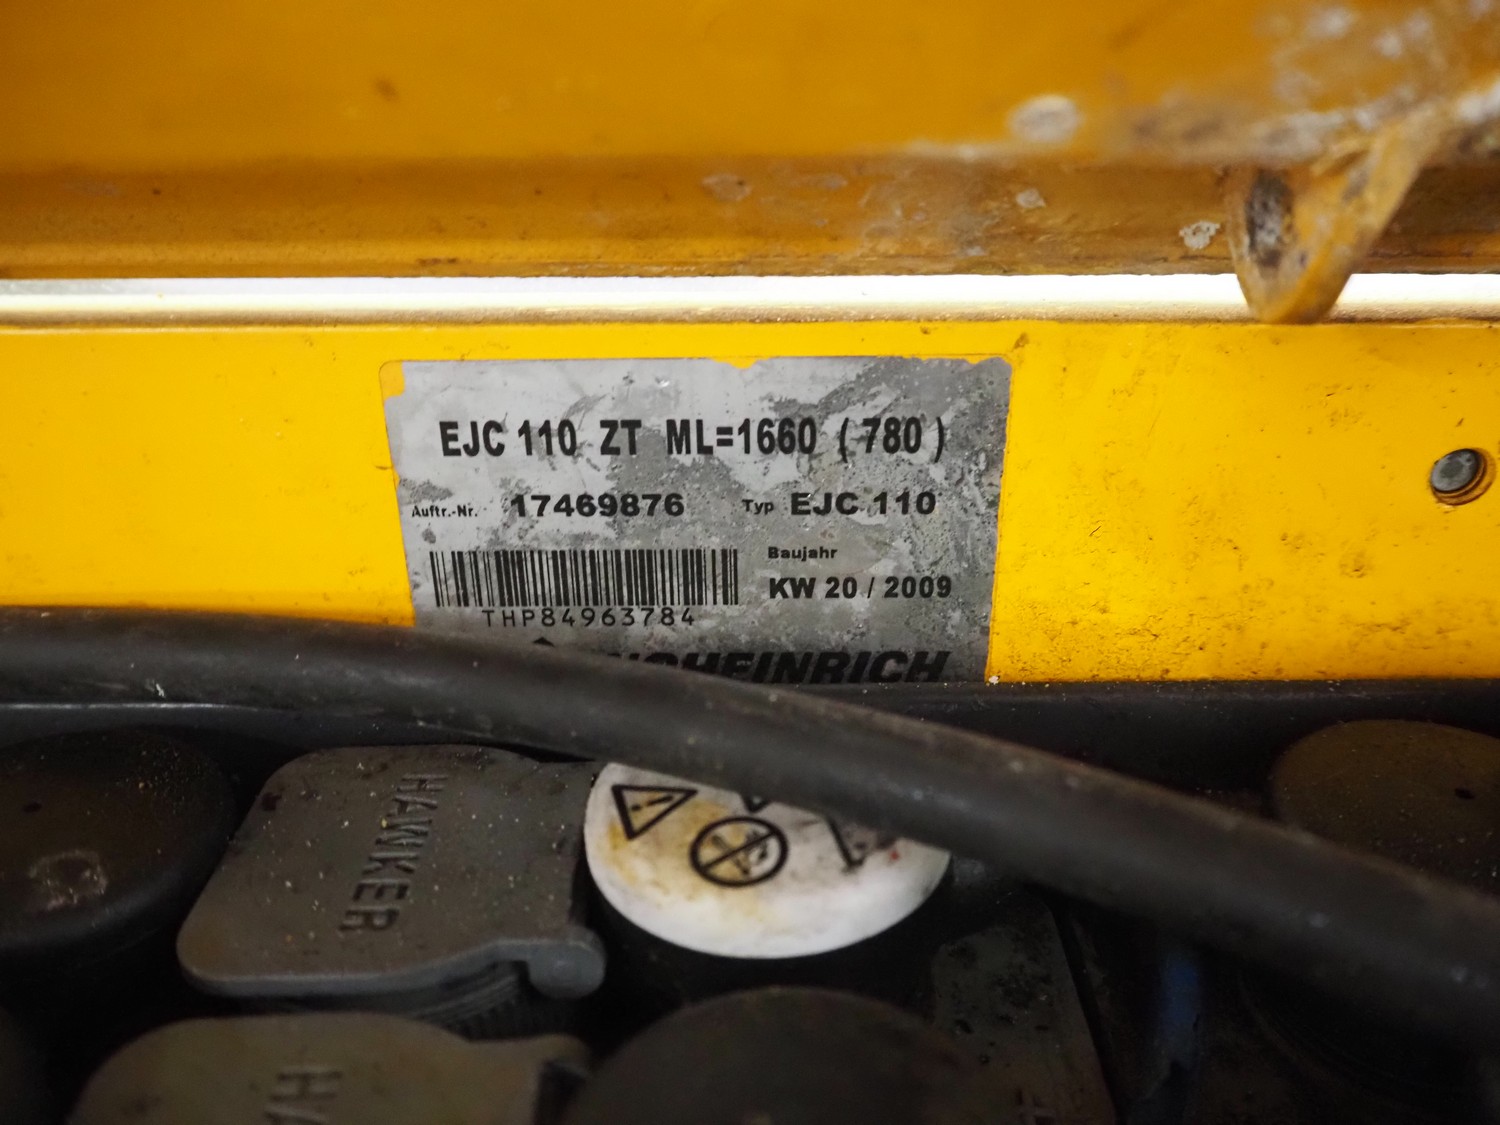 EJC 110 ZT ML=1660 (780)
Auftr.-Nr. 17469876 Typ EJC 110
Baujahr
KW 20 / 2009
THP84963784
HAWKER